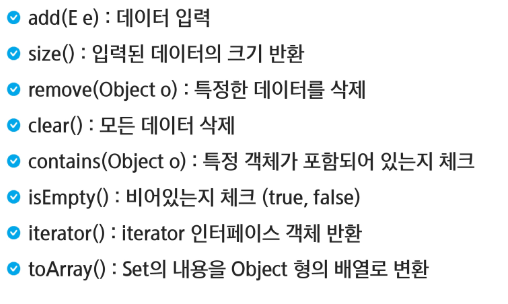 add(E e) : 데이터 입력
size() : 입력된 데이터의 크기 반환
remove(Object o) : 특정한 데이터를 삭제
clear() : 모든 데이터 삭제
contains(Object o) : 특정 객체가 포함되어 있는지 체크
isEmpty() : 비어있는지 체크 (true, false)
iterator() : iterator 인터페이스 객체 반환
toArray() : Set의 내용을 Object 형의 배열로 변환